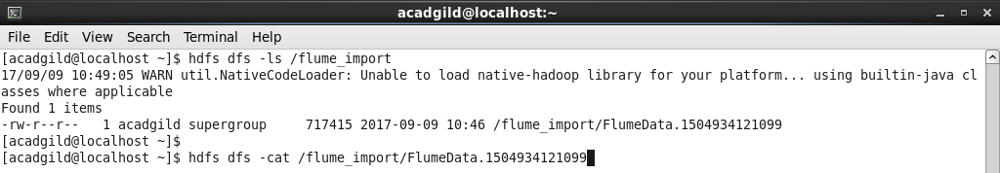 acadgild@localhost:~
File Edit View Search Terminal Help
[acadgild@localhost ~]$ hdfs dfs -ls /flume_import
17/09/09 10:49:05 WARN util.NativeCodeLoader: Unable to load native-hadoop library for your platform... using builtin-java cl
asses where applicable
Found 1 items
-rw-r--r--   1 acadgild supergroup     717415 2017-09-09 10:46 /flume_import/FlumeData.1504934121099
[acadgild@localhost ~]$
[acadgild@localhost ~]$ hdfs dfs -cat /flume_import/FlumeData.1504934121099